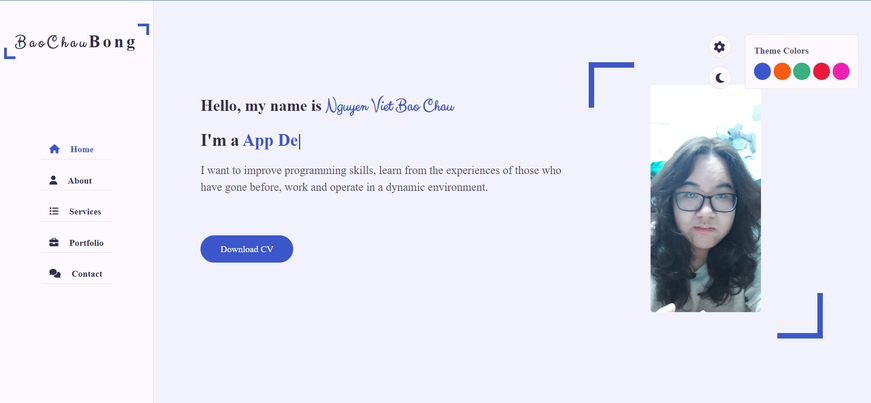 BaoChauBong
Home
About
Services
Portfolio
Contact
Hello, my name is Nguyen Viet Bao Chau
I'm a App De
I want to improve programming skills, learn from the experiences of those who
have gone before, work and operate in a dynamic environment.
Download CV
Theme Colors